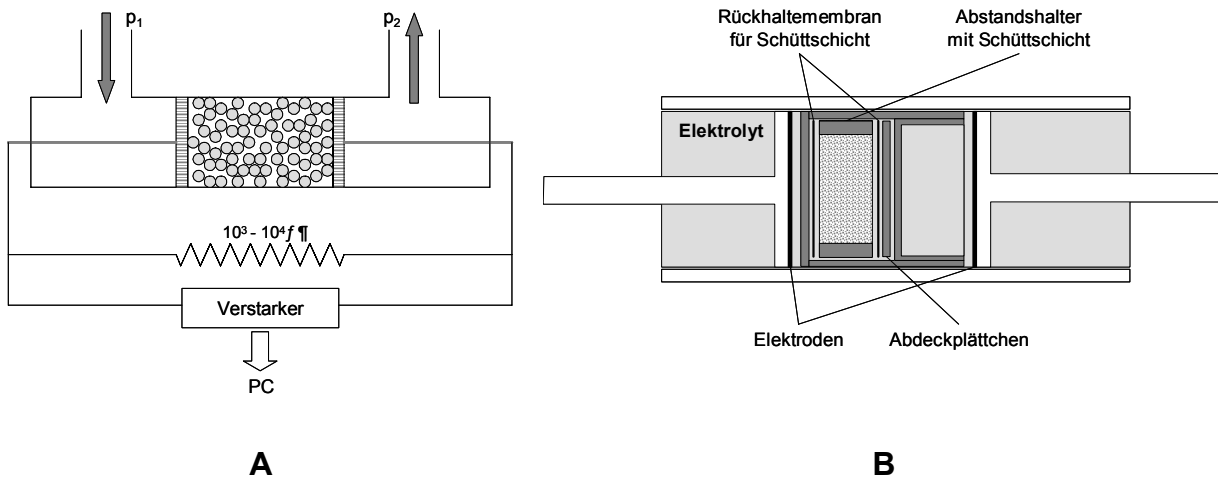 p₁
p₂
10³ - 10⁴ƒ ¶
Verstarker
PC
A
Rückhaltemembran
für Schüttschicht
Abstandshalter
mit Schüttschicht
Elektrolyt
Elektroden
Abdeckplättchen
B